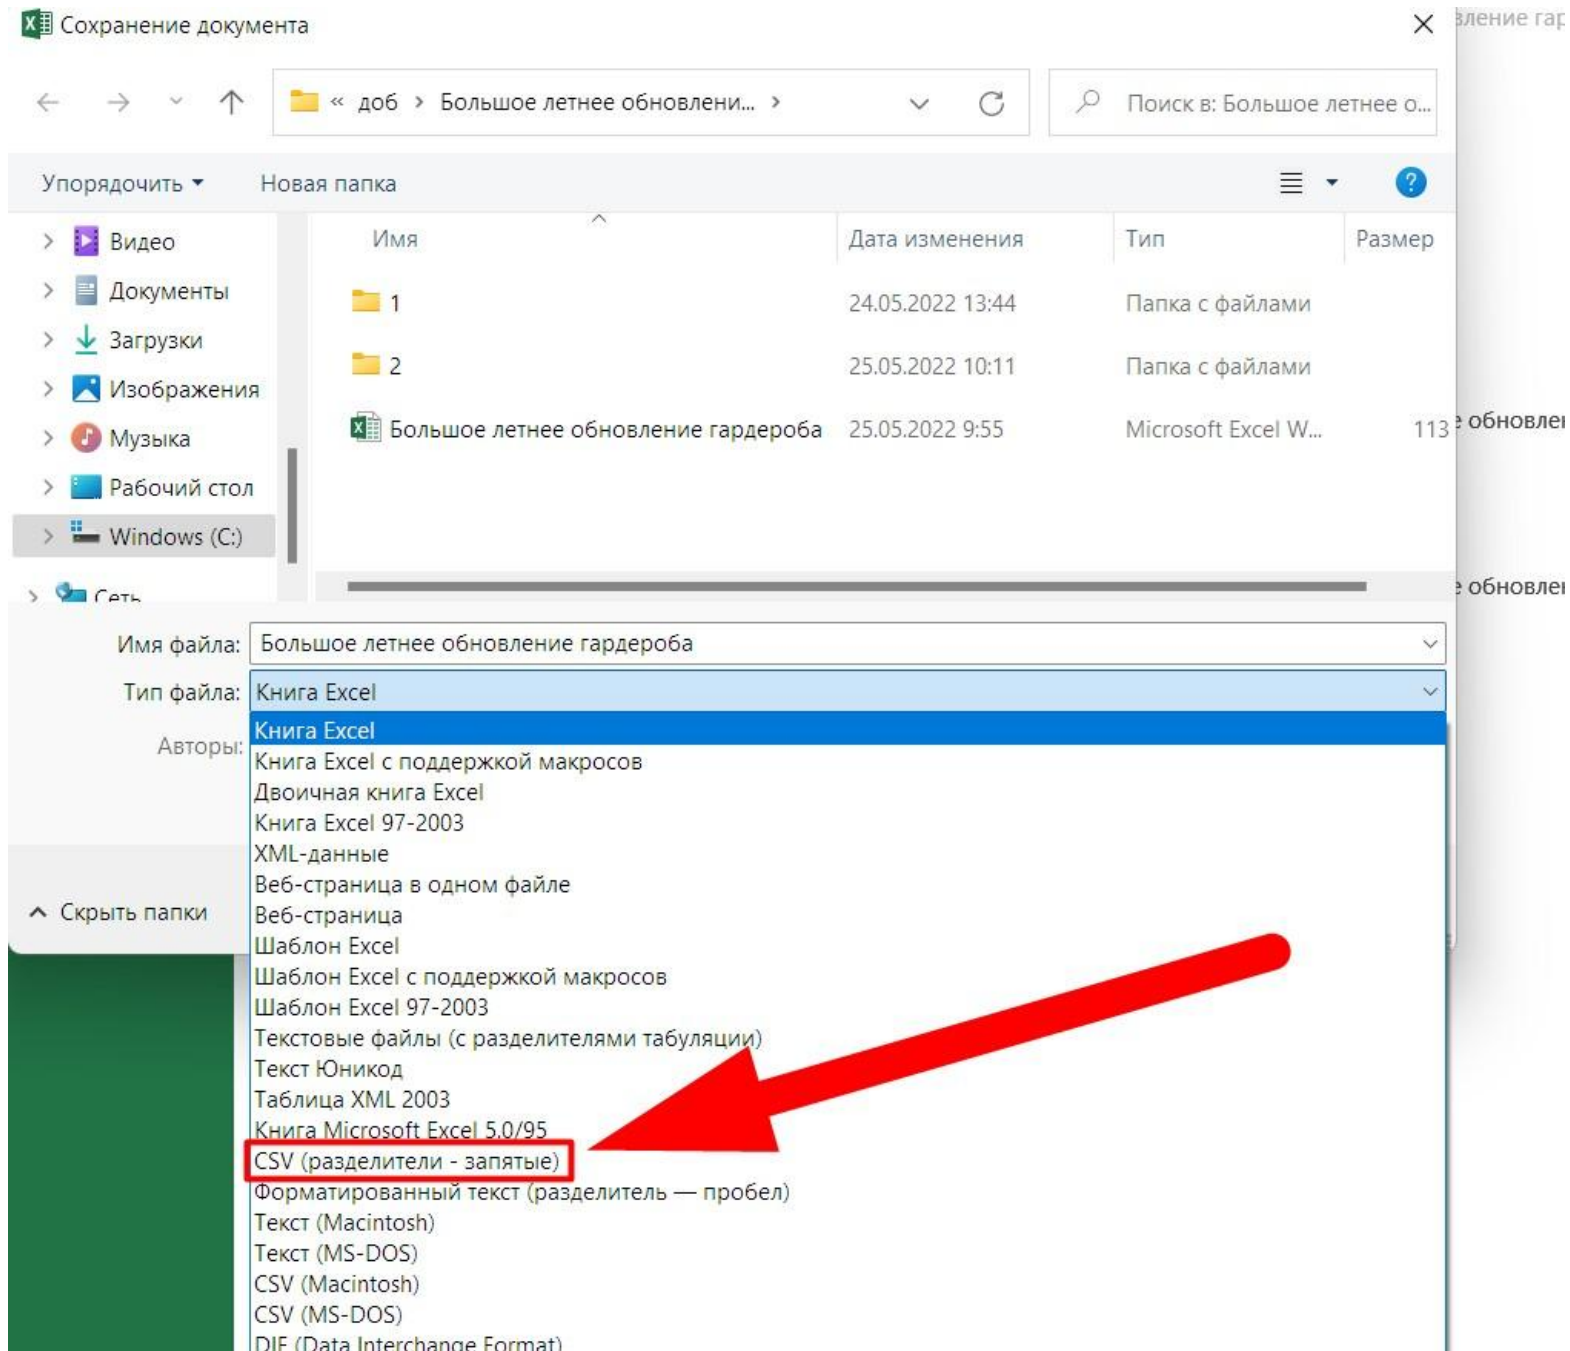 Сохранение документа
вление гар
« доб > Большое летнее обновлени... >
Поиск в: Большое летнее о...
Упорядочить
Новая папка
Имя
Дата изменения
Тип
Размер
Видео
Документы
Загрузки
Изображения
Музыка
Рабочий стол
Windows (C:)
Сеть
1
24.05.2022 13:44
Папка с файлами
2
25.05.2022 10:11
Папка с файлами
Большое летнее обновление гардероба
25.05.2022 9:55
Microsoft Excel W...
113
е обновлен
е обновлен
Имя файла: Большое летнее обновление гардероба
Тип файла: Книга Excel
Авторы:
Книга Excel
Книга Excel с поддержкой макросов
Двоичная книга Excel
Книга Excel 97-2003
XML-данные
Веб-страница в одном файле
Веб-страница
Шаблон Excel
Шаблон Excel с поддержкой макросов
Шаблон Excel 97-2003
Текстовые файлы (с разделителями табуляции)
Текст Юникод
Таблица XML 2003
Книга Microsoft Excel 5.0/95
CSV (разделители - запятые)
Форматированный текст (разделитель — пробел)
Текст (Macintosh)
Текст (MS-DOS)
CSV (Macintosh)
CSV (MS-DOS)
DIF (Data Interchange Format)
Скрыть папки